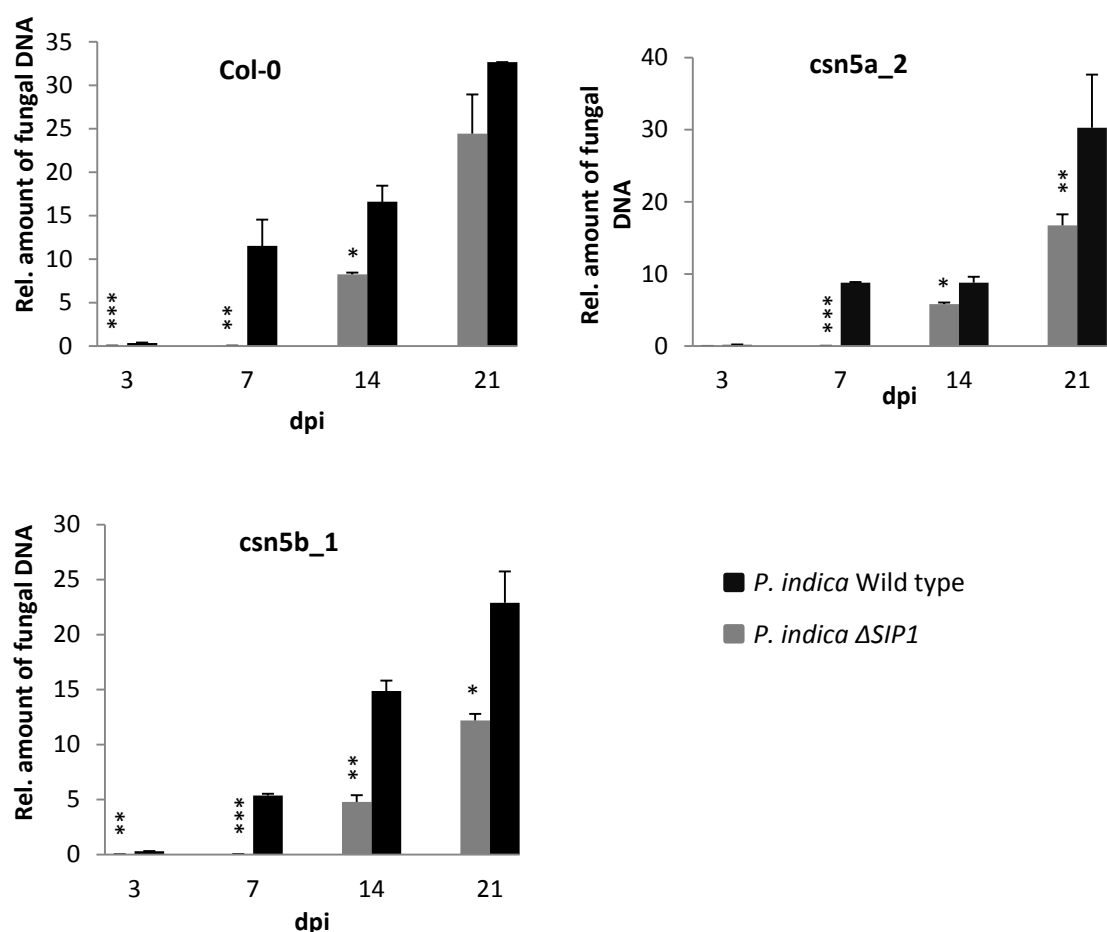 Col-0
Rel. amount of fungal DNA
35
30
25
20
15
10
5
0
***
**
*
3 7 14 21
dpi
csn5a_2
Rel. amount of fungal
DNA
40
30
20
10
0
***
*
**
3 7 14 21
dpi
csn5b_1
Rel. amount of fungal DNA
30
25
20
15
10
5
0
**
***
**
*
3 7 14 21
dpi
P. indica Wild type
P. indica ΔSIP1